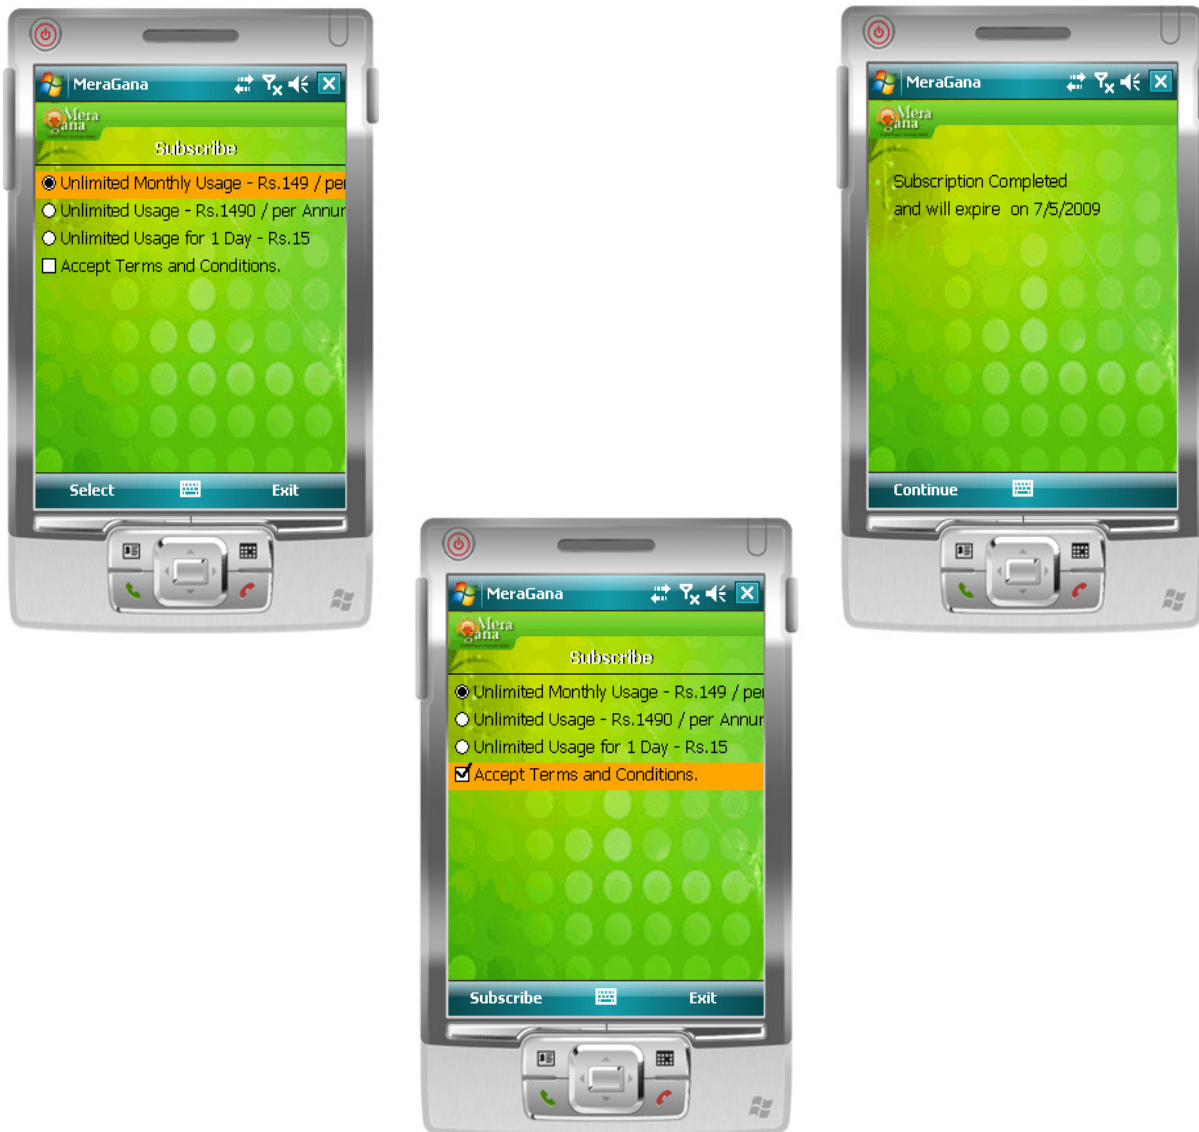 MeraGana
Mera
gana
Subscribe
Unlimited Monthly Usage - Rs.149 / per
Unlimited Usage - Rs.1490 / per Annur
Unlimited Usage for 1 Day - Rs.15
Accept Terms and Conditions.
Select Exit
MeraGana
Mera
gana
Subscription Completed
and will expire on 7/5/2009
Continue
MeraGana
Mera
gana
Subscribe
Unlimited Monthly Usage - Rs.149 / per
Unlimited Usage - Rs.1490 / per Annur
Unlimited Usage for 1 Day - Rs.15
Accept Terms and Conditions.
Subscribe Exit